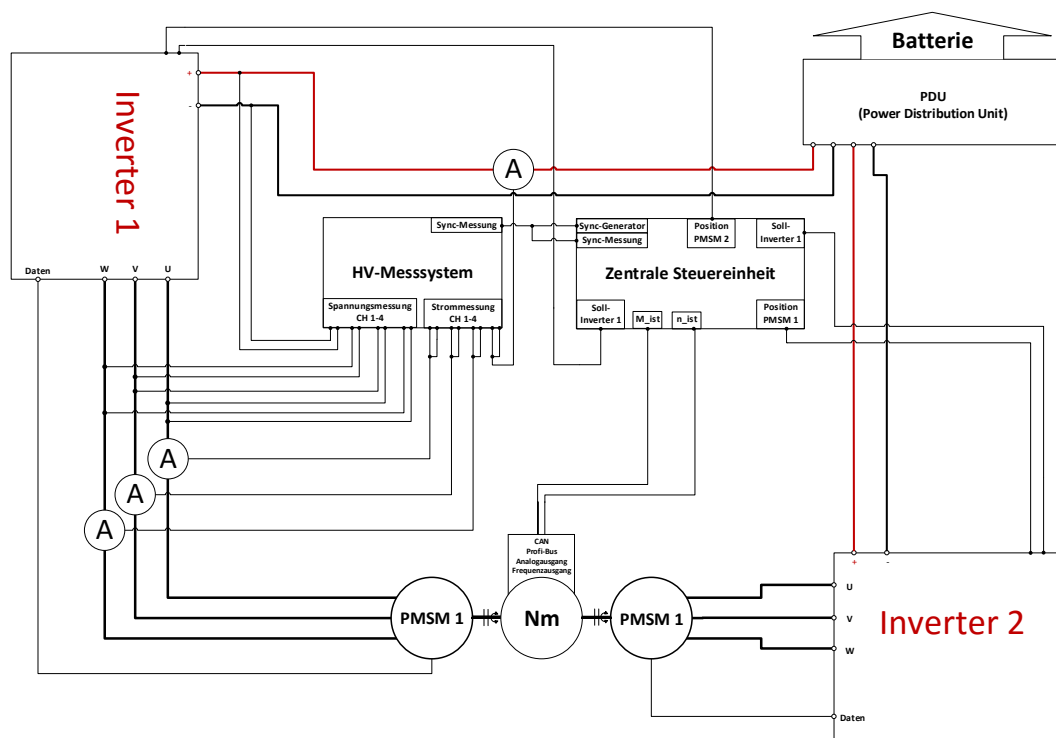 Batterie
PDU
(Power Distribution Unit)
Inverter 1
+
-
A
Sync-Messung
HV-Messsystem
Spannungsmessung
CH 1-4
Strommessung
CH 1-4
Sync-Generator
Sync-Messung
Position
PMSM 2
Soll-
Inverter 1
Zentrale Steuereinheit
Soll-
Inverter 1
M_ist
n_ist
Position
PMSM 1
Daten
W
V
U
A
A
A
CAN
Profi-Bus
Analogausgang
Frequenzausgang
PMSM 1
Nm
PMSM 1
+
-
U
V
W
Inverter 2
Daten